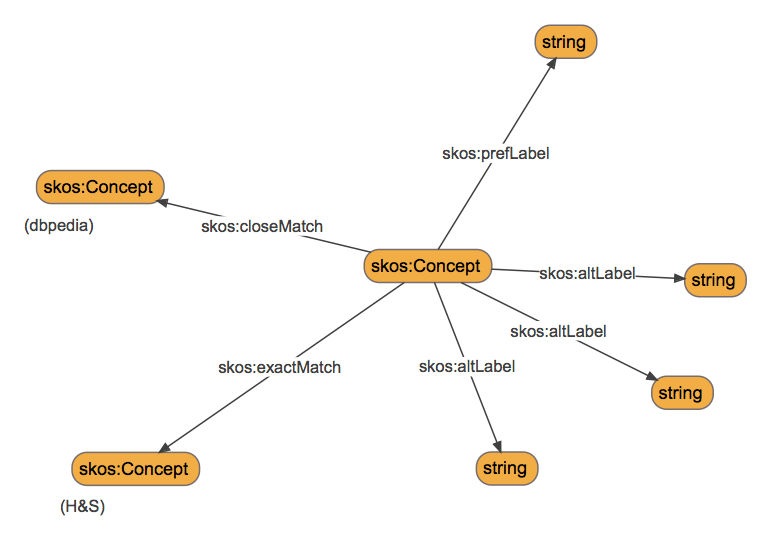 string
skos:prefLabel
skos:Concept
(dbpedia)
skos:closeMatch
skos:Concept
skos:altLabel
string
skos:altLabel
skos:exactMatch
skos:altLabel
string
skos:Concept
string
(H&S)